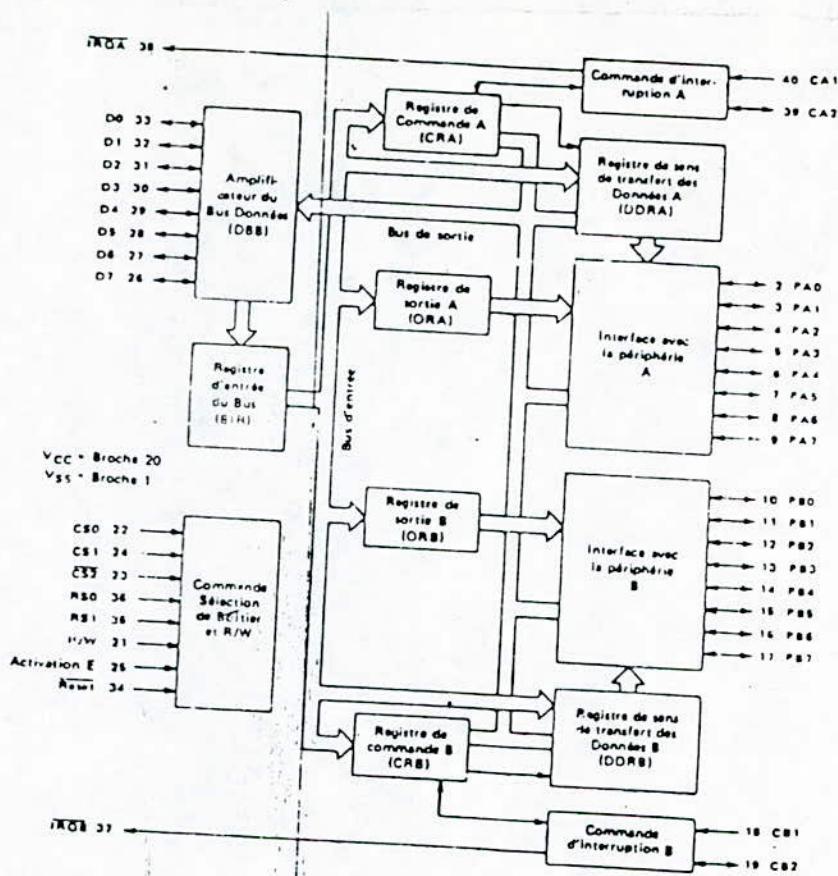 IRQA 38
Commande d'inter-
ruption A
40 CA1
39 CA2
Registre de
Commande A
(CRA)
D0 33
D1 32
D2 31
D3 30
D4 29
D5 28
D6 27
D7 26
Amplifi-
cateur du
Bus Données
(DBB)
Registre de sens
de transfert des
Données A
(DDRA)
Bus de sortie
Registre de
sortie A
(ORA)
Interface avec
la périphérie
A
2 PA0
3 PA1
4 PA2
5 PA3
6 PA4
7 PA5
8 PA6
9 PA7
Registre
d'entrée
du Bus
(BIR)
Bus d'entrée
VCC = Broche 20
VSS = Broche 1
Registre de
sortie B
(ORB)
Interface avec
la périphérie
B
10 PB0
11 PB1
12 PB2
13 PB3
14 PB4
15 PB5
16 PB6
17 PB7
CS0 22
CS1 24
CS2 23
RS0 36
RS1 35
R/W 21
Activation E 25
Reset 34
Commande
Sélection
de Boîtier
et R/W
Registre de
commande B
(CRB)
Registre de sens
de transfert des
Données B
(DDRB)
IRQB 37
Commande
d'Interruption B
18 CB1
19 CB2